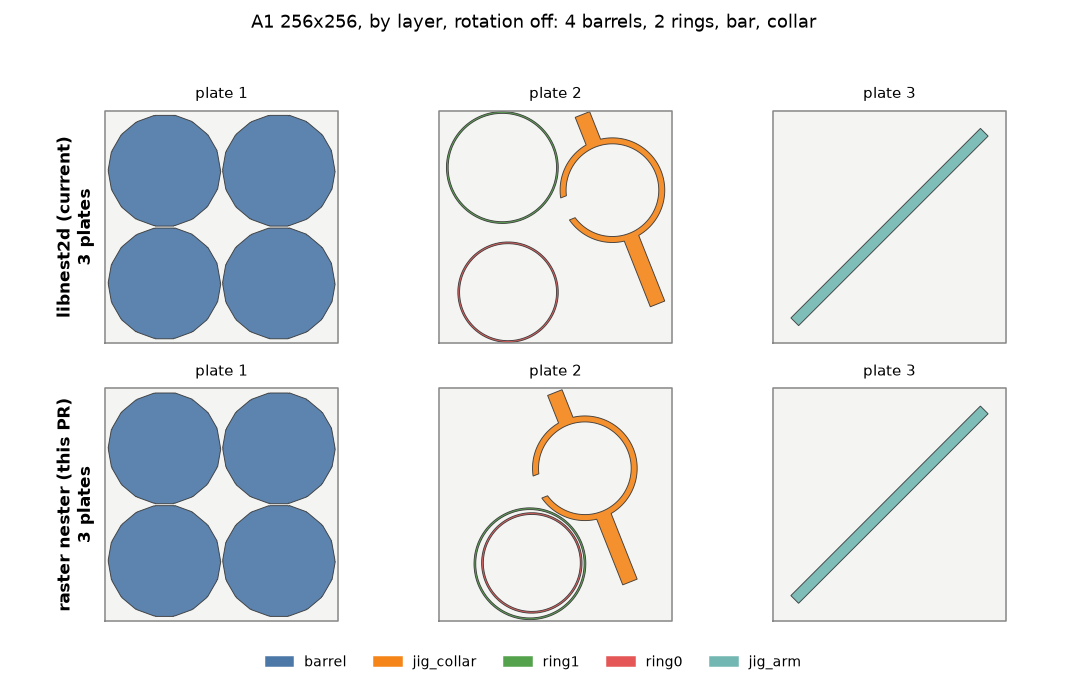 A1 256x256, by layer, rotation off: 4 barrels, 2 rings, bar, collar
plate 1
plate 2
plate 3
libnest2d (current)
3 plates
plate 1
plate 2
plate 3
raster nester (this PR)
3 plates
barrel
jig_collar
ring1
ring0
jig_arm